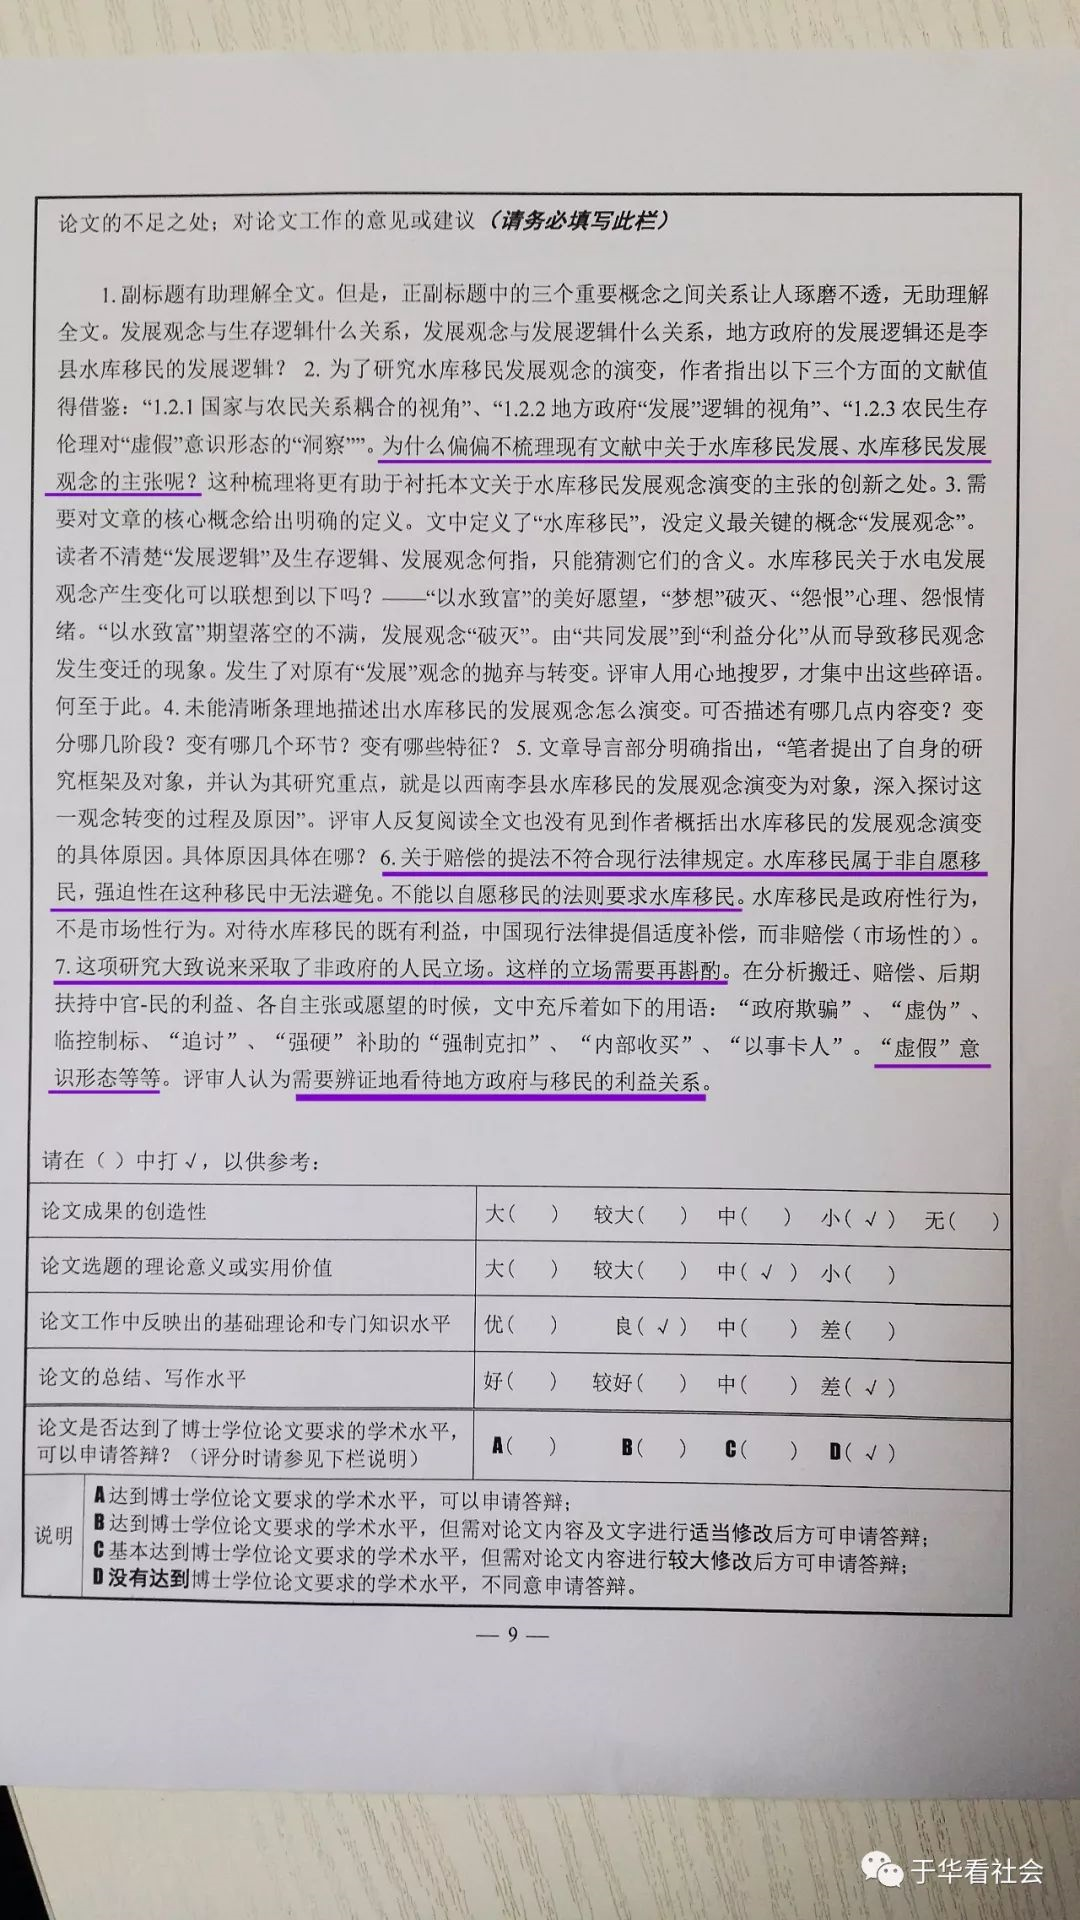 论文的不足之处；对论文工作的意见或建议（请务必填写此栏）
1.副标题有助理解全文。但是，正副标题中的三个重要概念之间关系让人琢磨不透，无助理解
全文。发展观念与生存逻辑什么关系，发展观念与发展逻辑什么关系，地方政府的发展逻辑还是李
县水库移民的发展逻辑？ 2. 为了研究水库移民发展观念的演变，作者指出以下三个方面的文献值
得借鉴：“1.2.1 国家与农民关系耦合的视角”、“1.2.2 地方政府“发展”逻辑的视角”、“1.2.3 农民生存
伦理对“虚假”意识形态的“洞察””。为什么偏偏不梳理现有文献中关于水库移民发展、水库移民发展
观念的主张呢？这种梳理将更有助于衬托本文关于水库移民发展观念演变的主张的创新之处。3. 需
要对文章的核心概念给出明确的定义。文中定义了“水库移民”，没定义最关键的概念“发展观念”。
读者不清楚“发展逻辑”及生存逻辑、发展观念何指，只能猜测它们的含义。水库移民关于水电发展
观念产生变化可以联想到以下吗？——“以水致富”的美好愿望，“梦想”破灭、“怨恨”心理、怨恨情
绪。“以水致富”期望落空的不满，发展观念“破灭”。由“共同发展”到“利益分化”从而导致移民观念
发生变迁的现象。发生了对原有“发展”观念的抛弃与转变。评审人用心地搜罗，才集中出这些碎语。
何至于此。4. 未能清晰条理地描述出水库移民的发展观念怎么演变。可否描述有哪几点内容变？变
分哪几阶段？变有哪几个环节？变有哪些特征？ 5. 文章导言部分明确指出，“笔者提出了自身的研
究框架及对象，并认为其研究重点，就是以西南李县水库移民的发展观念演变为对象，深入探讨这
一观念转变的过程及原因”。评审人反复阅读全文也没有见到作者概括出水库移民的发展观念演变
的具体原因。具体原因具体在哪？6.关于赔偿的提法不符合现行法律规定。水库移民属于非自愿移
民，强迫性在这种移民中无法避免。不能以自愿移民的法则要求水库移民。水库移民是政府性行为，
不是市场性行为。对待水库移民的既有利益，中国现行法律提倡适度补偿，而非赔偿（市场性的）。
7.这项研究大致说来采取了非政府的人民立场。这样的立场需要再斟酌。在分析搬迁、赔偿、后期
扶持中官-民的利益、各自主张或愿望的时候，文中充斥着如下的用语：“政府欺骗”、“虚伪”、
临控制标、“追讨”、“强硬”补助的“强制克扣”、“内部收买”、“以事卡人”。“虚假”意
识形态等等。评审人认为需要辨证地看待地方政府与移民的利益关系。
请在（ ）中打√，以供参考：
论文成果的创造性 大（ ） 较大（ ） 中（ ） 小（√） 无（ ）
论文选题的理论意义或实用价值 大（ ） 较大（ ） 中（√） 小（ ）
论文工作中反映出的基础理论和专门知识水平 优（ ） 良（√） 中（ ） 差（ ）
论文的总结、写作水平 好（ ） 较好（ ） 中（ ） 差（√）
论文是否达到了博士学位论文要求的学术水平，
可以申请答辩？（评分时请参见下栏说明） A（ ） B（ ） C（ ） D（√）
说明
A 达到博士学位论文要求的学术水平，可以申请答辩；
B 达到博士学位论文要求的学术水平，但需对论文内容及文字进行适当修改后方可申请答辩；
C 基本达到博士学位论文要求的学术水平，但需对论文内容进行较大修改后方可申请答辩；
D 没有达到博士学位论文要求的学术水平，不同意申请答辩。
— 9 —
于华看社会